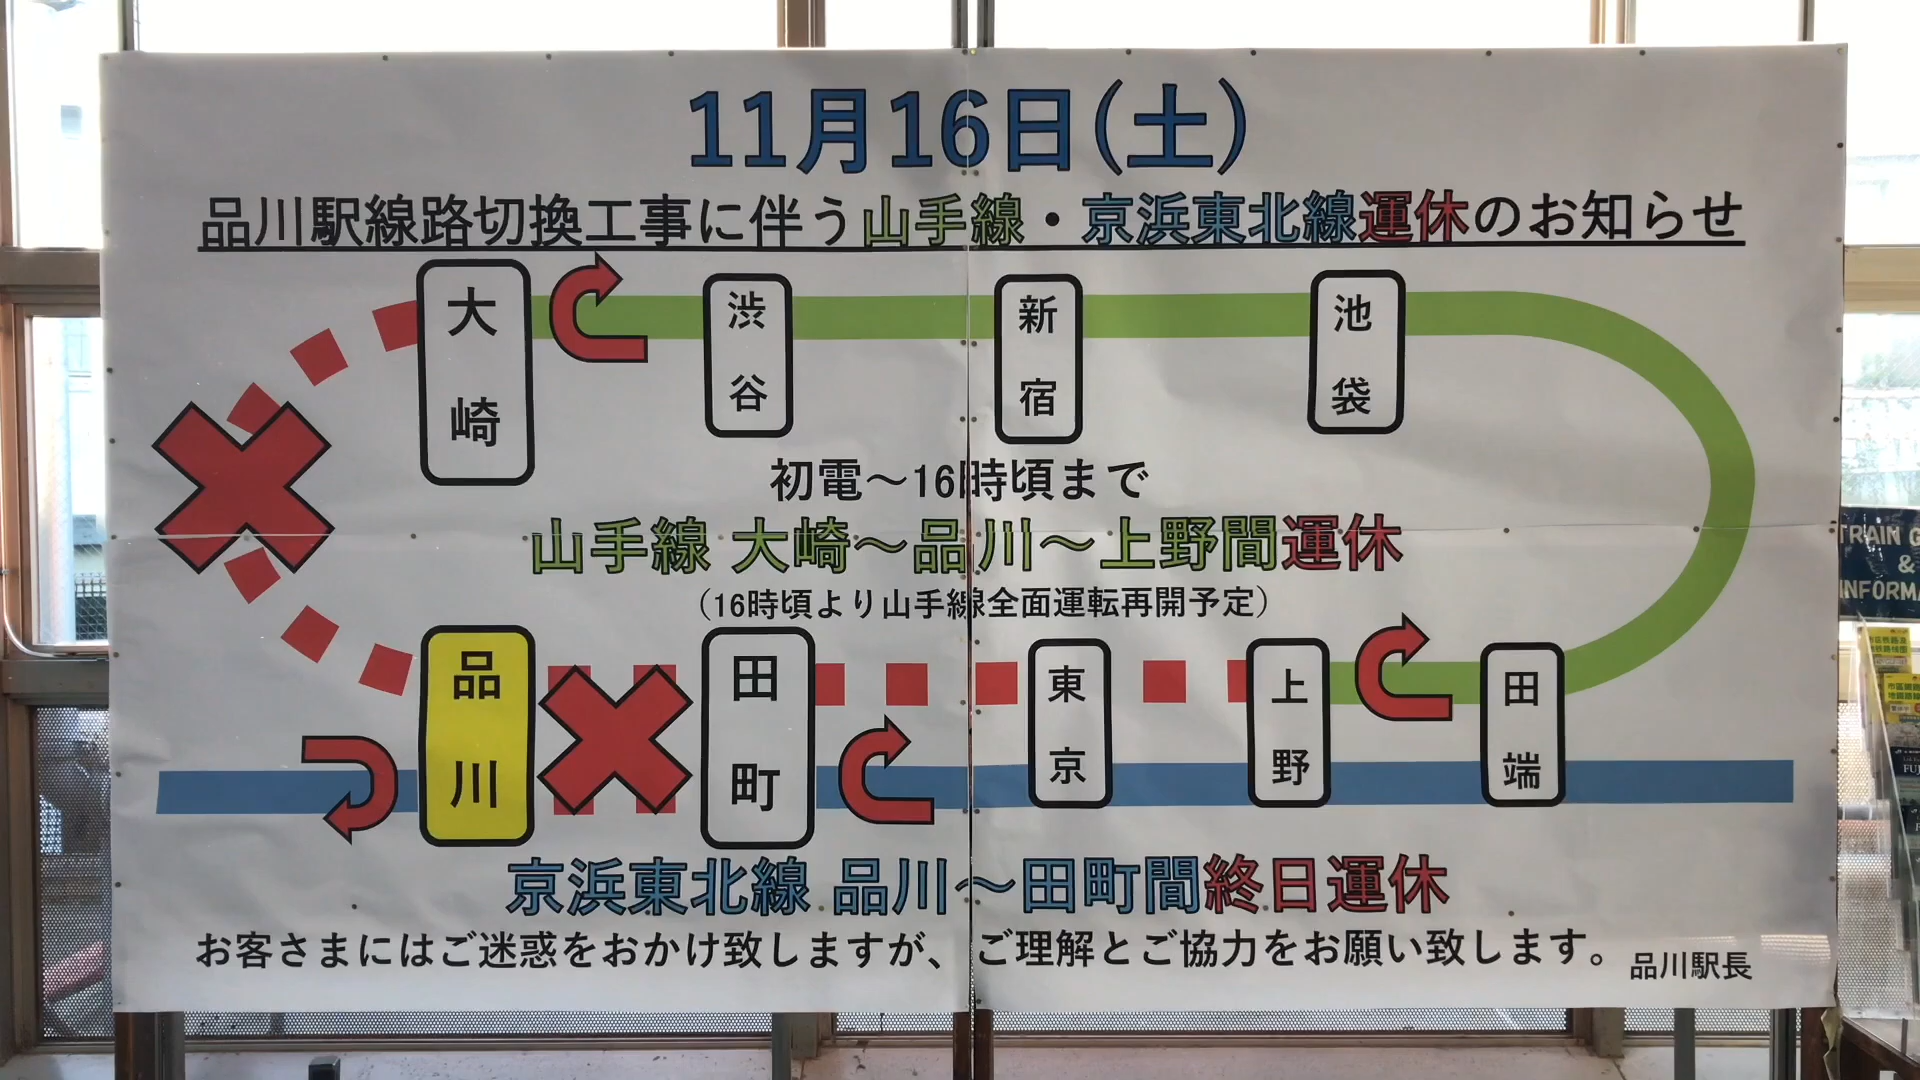 11月16日(土)
品川駅線路切換工事に伴う山手線・京浜東北線運休のお知らせ
大崎
渋谷
新宿
池袋
初電～16時頃まで
山手線 大崎～品川～上野間運休
(16時頃より山手線全面運転再開予定)
品川
田町
東京
上野
田端
京浜東北線 品川～田町間終日運休
お客さまにはご迷惑をおかけ致しますが、ご理解とご協力をお願い致します。
品川駅長
TRAIN
&